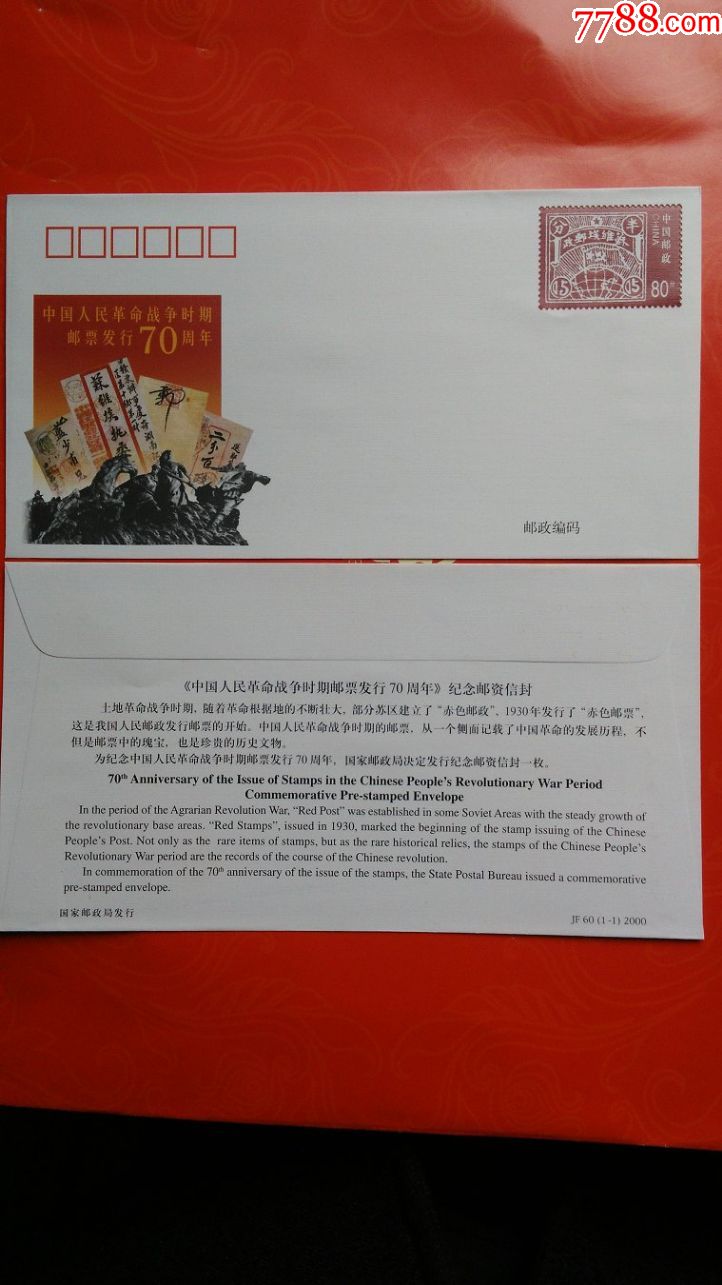 7788.com
中国邮政
CHINA
80分
半
分
政郵埃維蘇
15
15
中国人民革命战争时期
邮票发行70周年
邮政编码
《中国人民革命战争时期邮票发行70周年》纪念邮资信封
土地革命战争时期，随着革命根据地的不断壮大，部分苏区建立了“赤色邮政”，1930年发行了“赤色邮票”，
这是我国人民邮政发行邮票的开始。中国人民革命战争时期的邮票，从一个侧面记载了中国革命的发展历程，不
但是邮票中的瑰宝，也是珍贵的历史文物。
为纪念中国人民革命战争时期邮票发行70周年，国家邮政局决定发行纪念邮资信封一枚。
70th Anniversary of the Issue of Stamps in the Chinese People's Revolutionary War Period
Commemorative Pre-stamped Envelope
In the period of the Agrarian Revolution War, “Red Post” was established in some Soviet Areas with the steady growth of
the revolutionary base areas. “Red Stamps”, issued in 1930, marked the beginning of the stamp issuing of the Chinese
People's Post. Not only as the rare items of stamps, but as the rare historical relics, the stamps of the Chinese People's
Revolutionary War period are the records of the course of the Chinese revolution.
In commemoration of the 70th anniversary of the issue of the stamps, the State Postal Bureau issued a commemorative
pre-stamped envelope.
国家邮政局发行
JF 60 (1-1) 2000